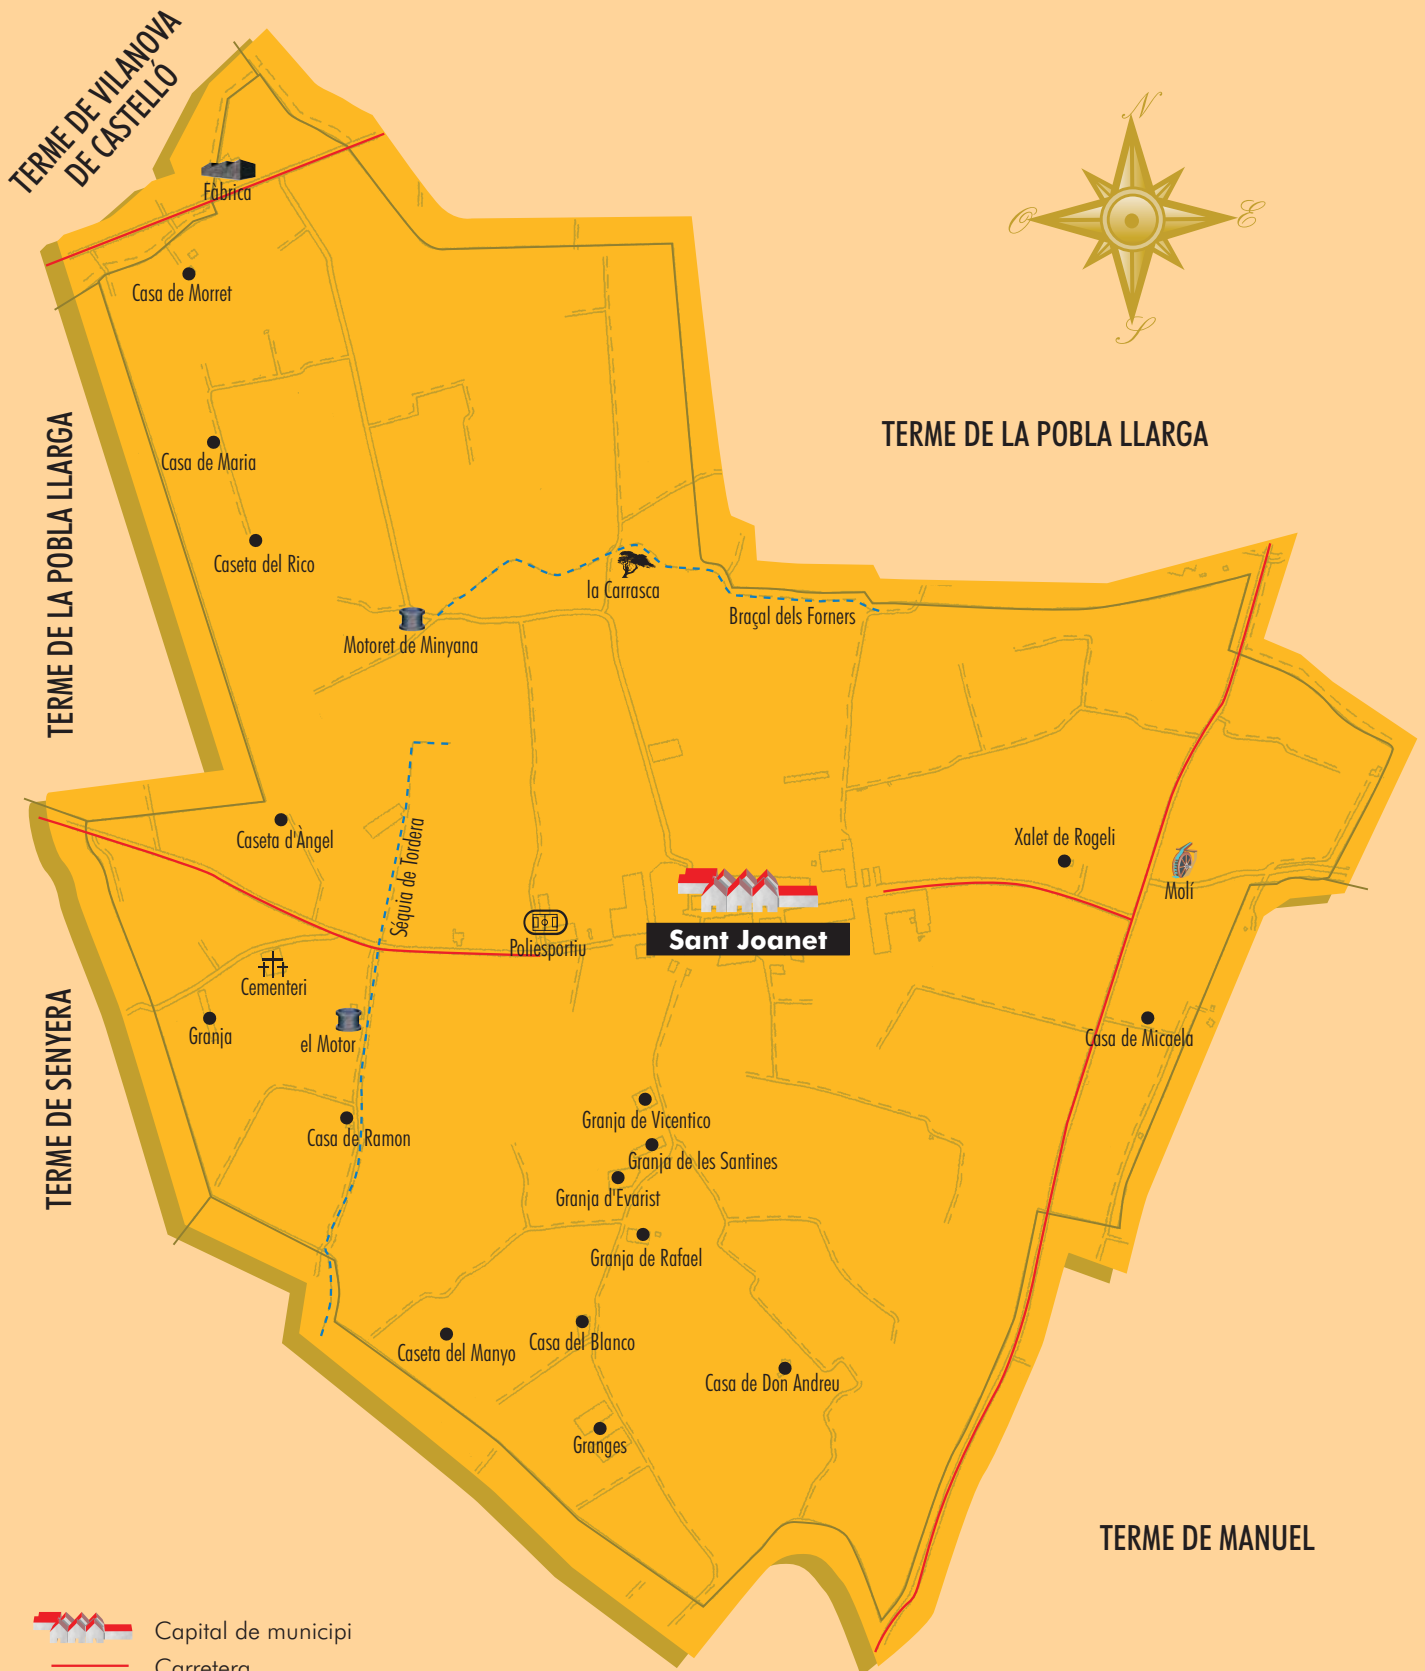 TERME DE VILANOVA
DE CASTELLÓ
N
O
E
S
Fàbrica
Casa de Morret
TERME DE LA POBLA LLARGA
TERME DE LA POBLA LLARGA
Casa de Maria
Caseta del Rico
la Carrasca
Braçal dels Forners
Motoret de Minyana
Caseta d'Àngel
Séquia de Tordera
Xalet de Rogeli
Molí
Poliesportiu
Sant Joanet
Cementeri
Granja
el Motor
Casa de Micaela
TERME DE SENYERA
Casa de Ramon
Granja de Vicentico
Granja de les Santines
Granja d'Evarist
Granja de Rafael
Caseta del Manyo
Casa del Blanco
Casa de Don Andreu
Granges
TERME DE MANUEL
Capital de municipi
Carretera